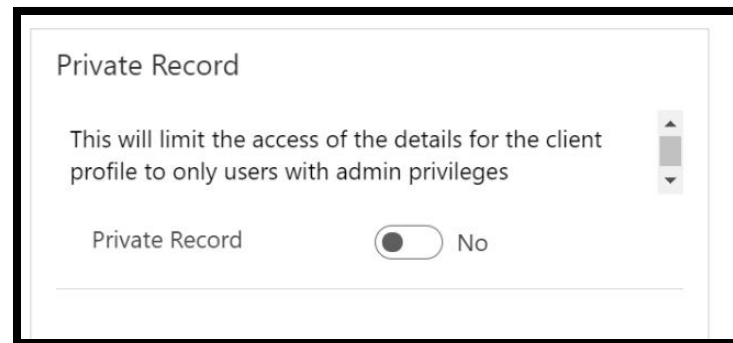 Private Record
This will limit the access of the details for the client
profile to only users with admin privileges
Private Record No